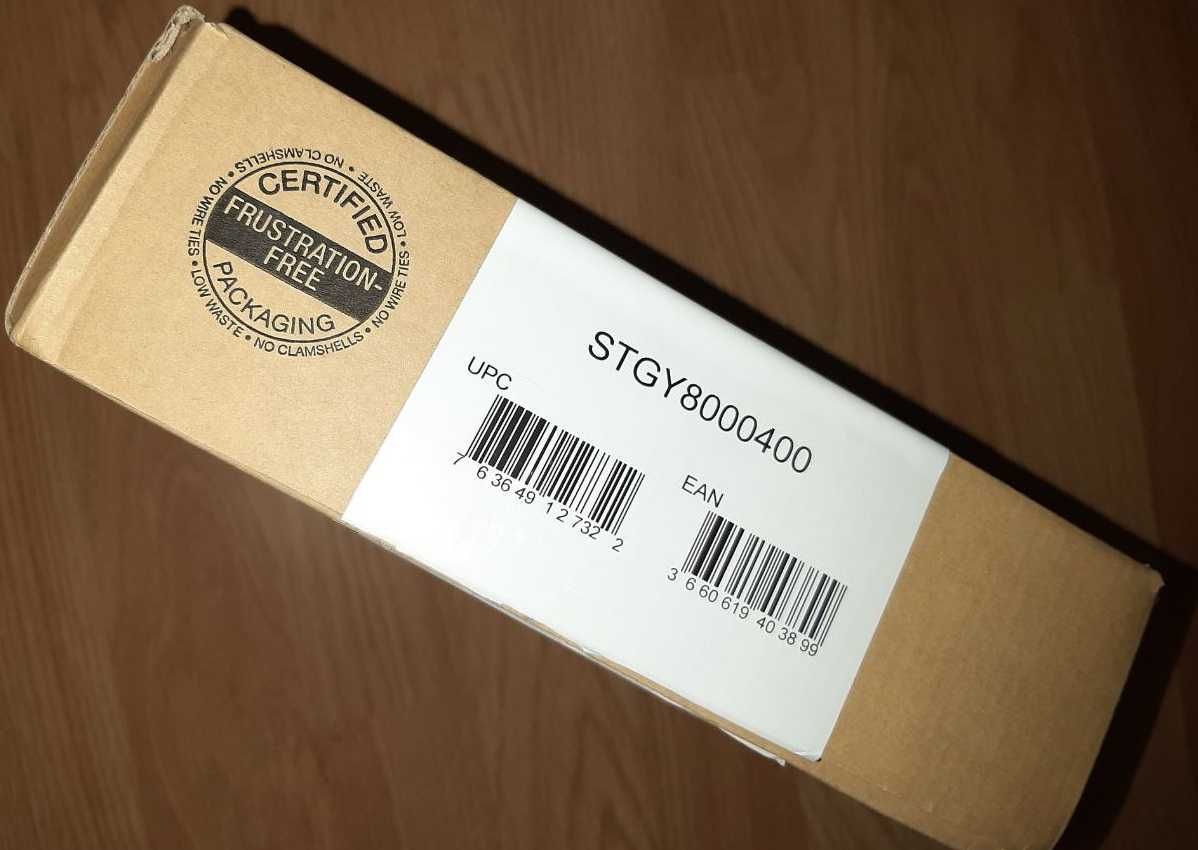 CERTIFIED
FRUSTRATION-
FREE
PACKAGING
NO CLAMSHELLS • LOW WASTE • NO WIRE TIES • NO CLAMSHELLS • LOW WASTE • NO WIRE TIES •
STGY8000400
UPC
7 63649 12732 2
EAN
3 660619 403899